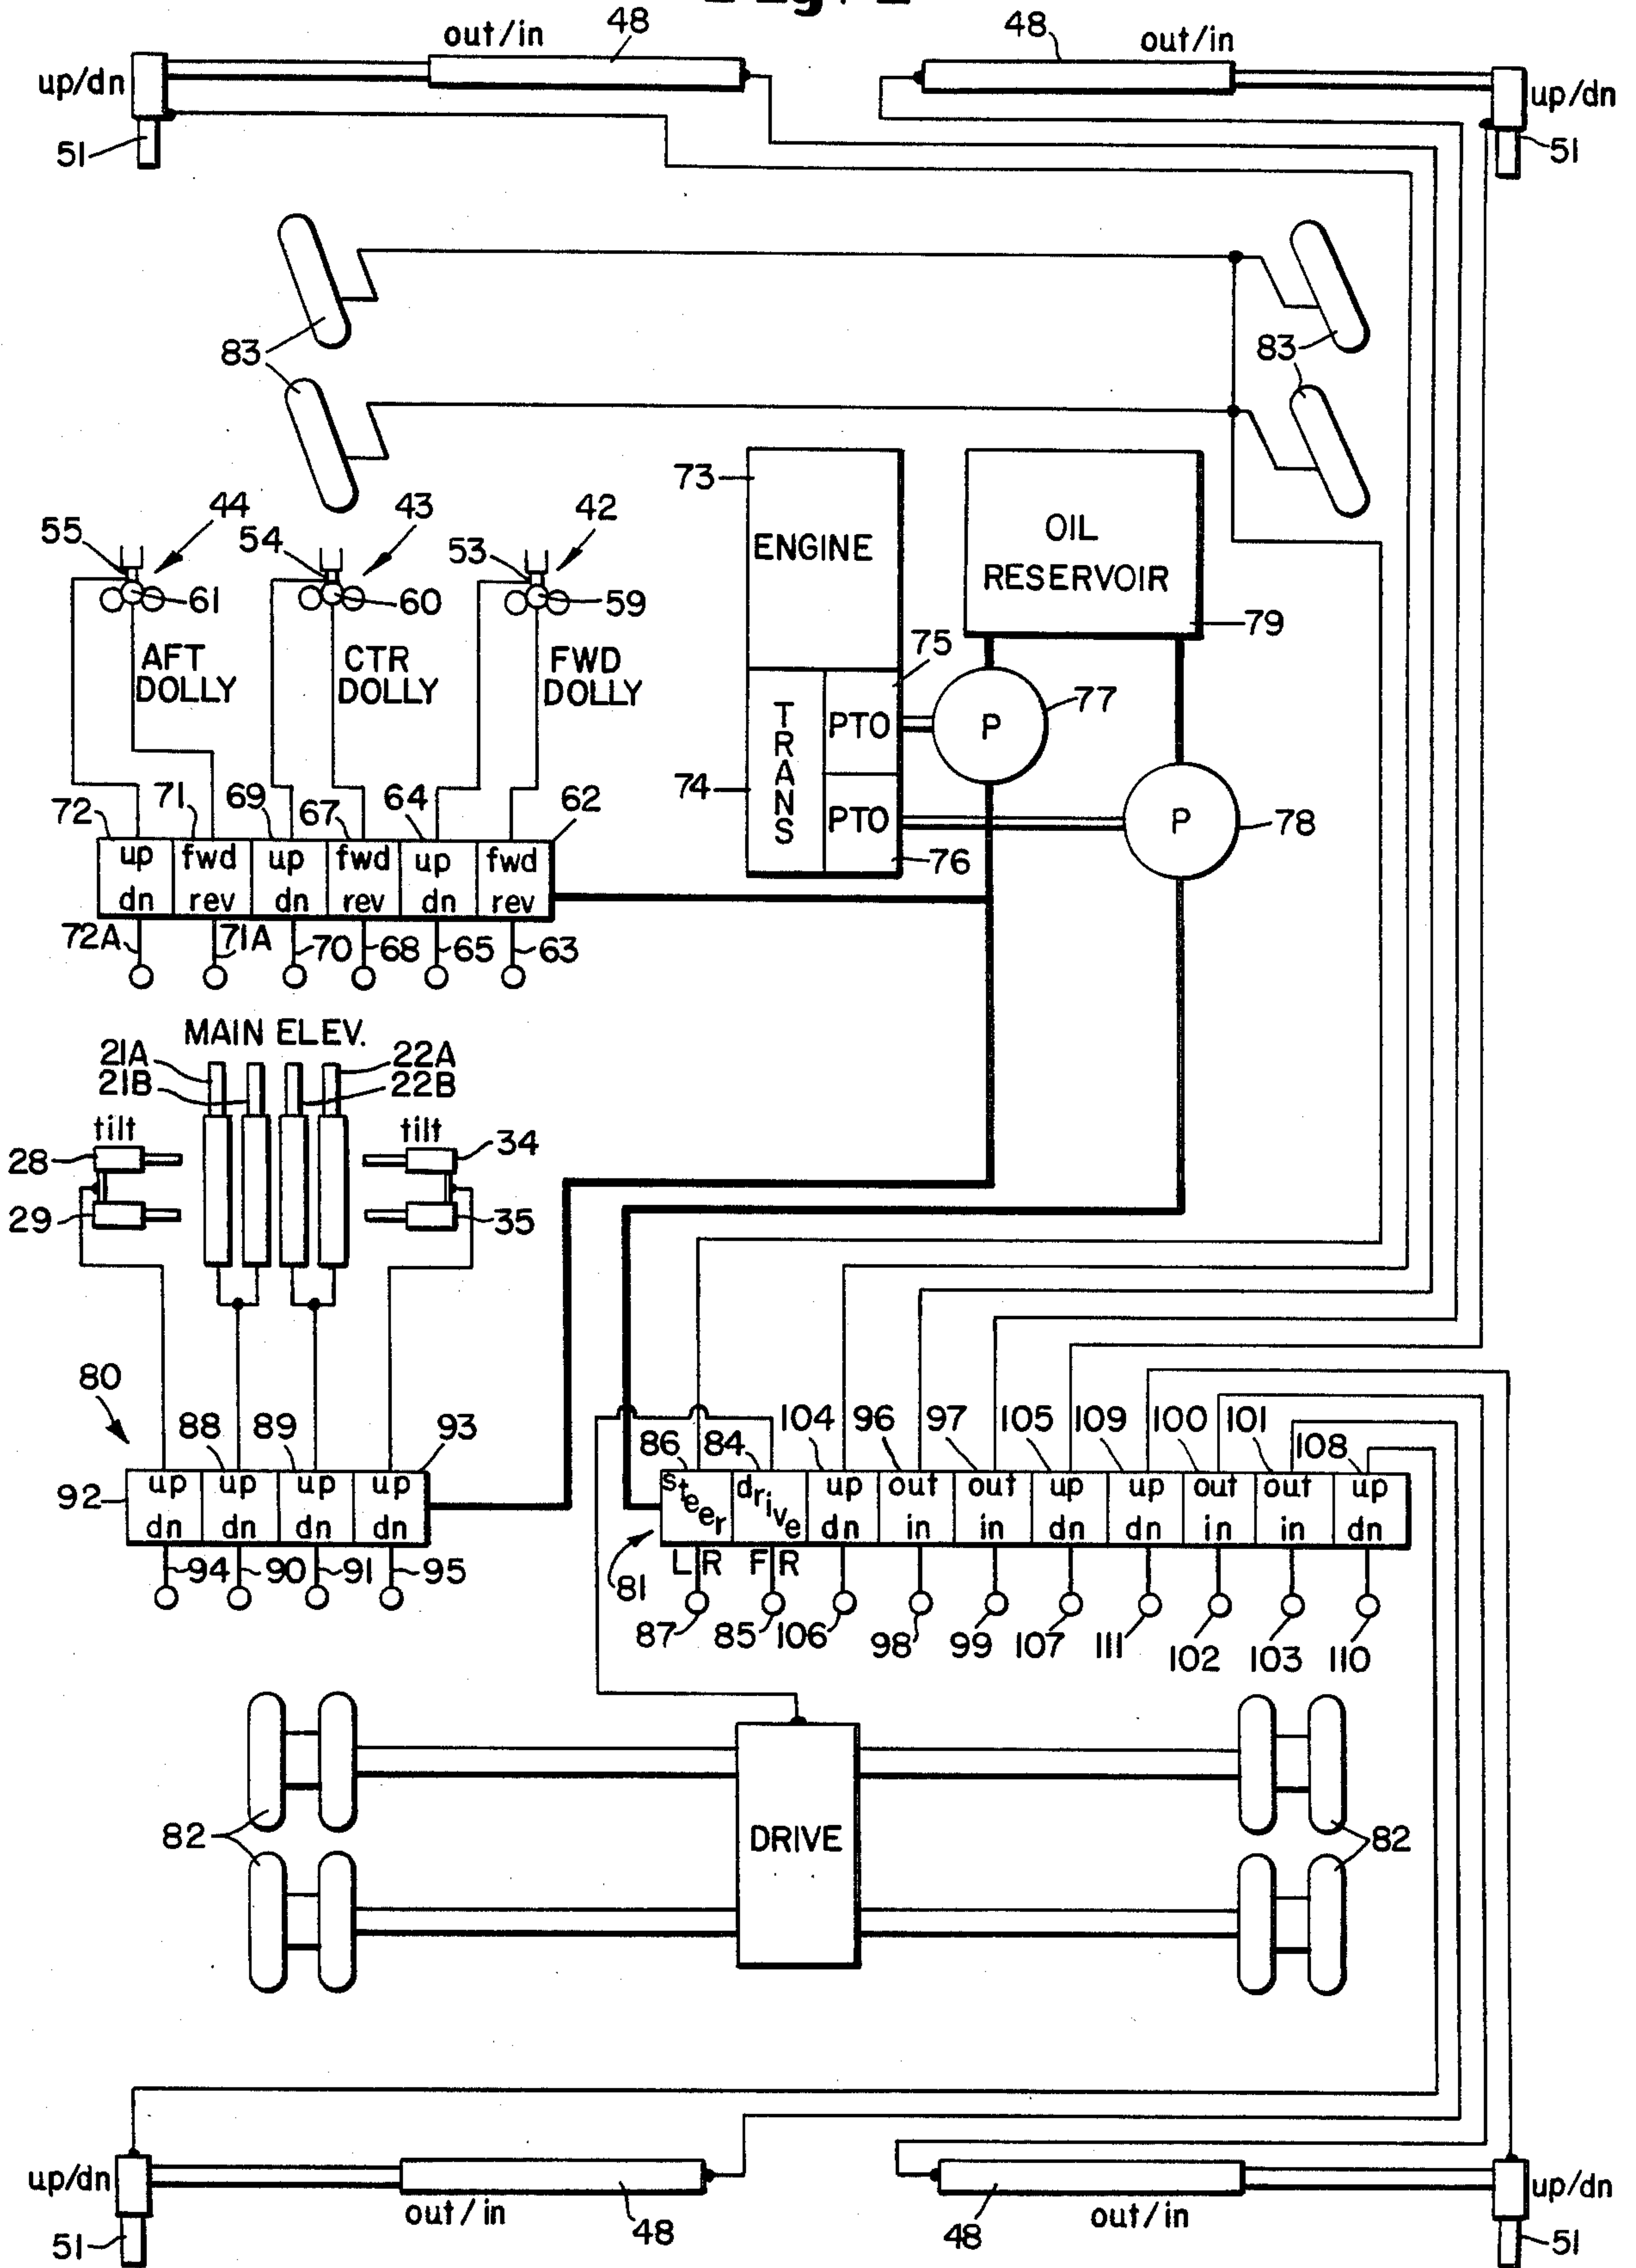 out/in
48
48
out/in
up/dn
up/dn
51
51
83
83
73
ENGINE
OIL
RESERVOIR
79
55
44
54
43
53
42
61
60
59
AFT
DOLLY
CTR
DOLLY
FWD
DOLLY
75
TRANS
PTO
P
77
74
PTO
76
P
78
72
71
69
67
64
62
up
dn
fwd
rev
up
dn
fwd
rev
up
dn
fwd
rev
72A
71A
70
68
65
63
MAIN ELEV.
21A
21B
22A
22B
tilt
tilt
28
34
29
35
80
88
89
93
92
up
dn
up
dn
up
dn
up
dn
94
90
91
95
86
84
104
96
97
105
109
100
101
108
steer
drive
up
dn
out
in
out
in
up
dn
up
dn
out
in
out
in
up
dn
L R
F R
81
87
85
106
98
99
107
111
102
103
110
82
DRIVE
82
up/dn
out/in
48
48
out/in
up/dn
51
51